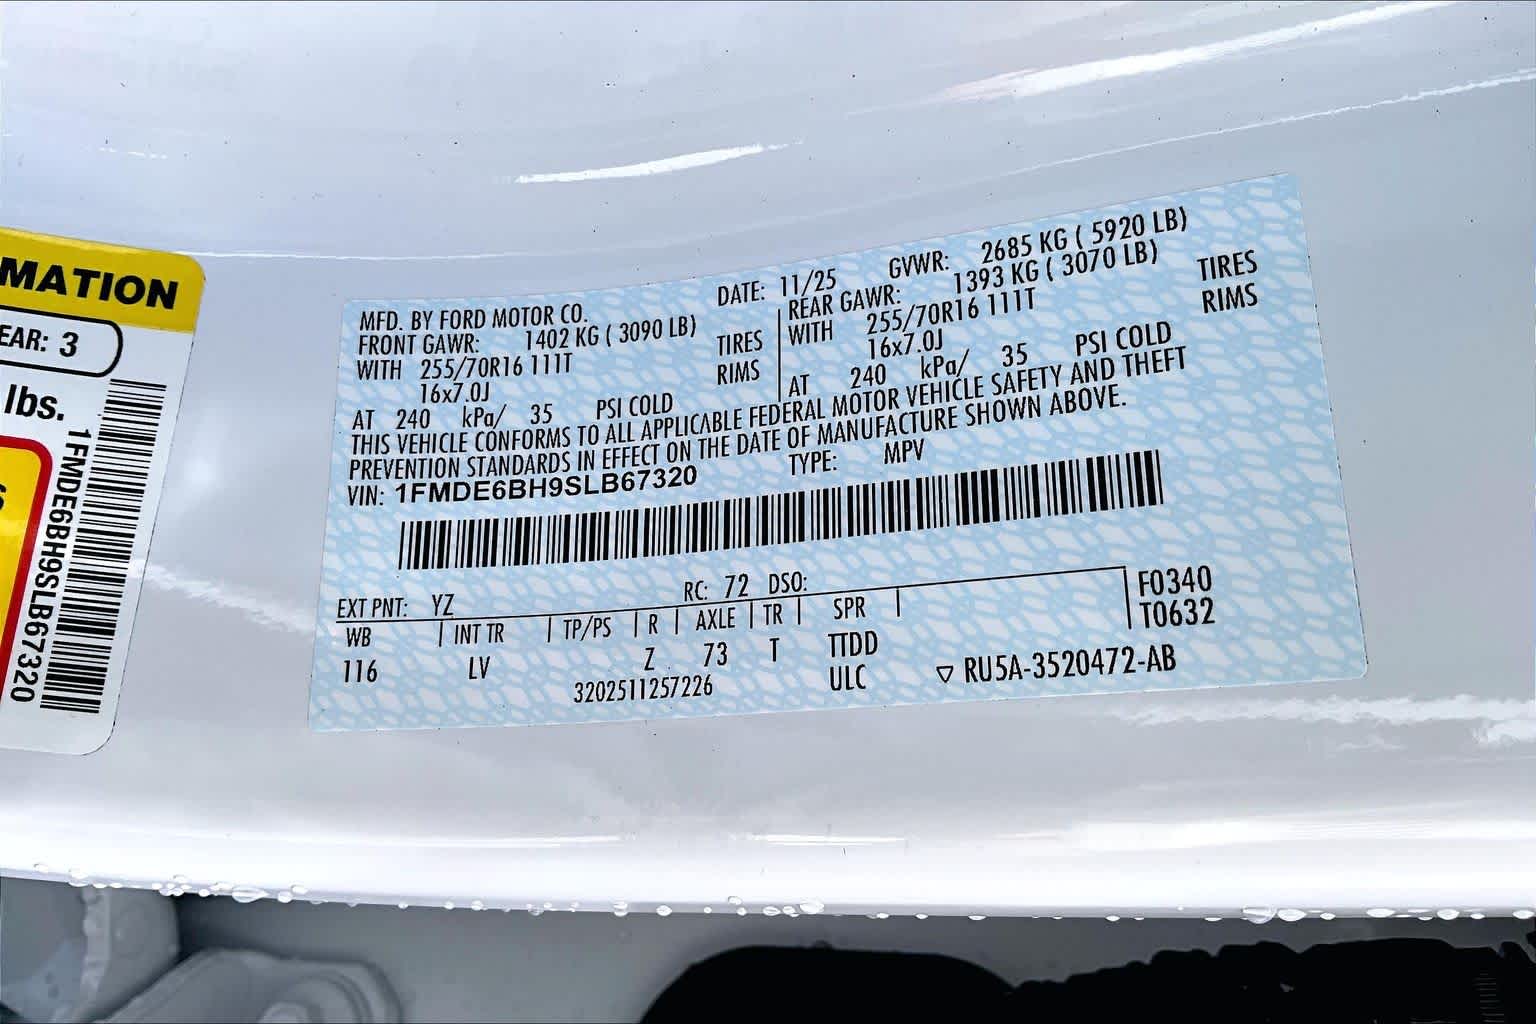 MATION
EAR: 3
lbs.
S
1FMDE6BH9SLB67320
MFD. BY FORD MOTOR CO.
DATE: 11/25
GVWR: 2685 KG ( 5920 LB)
FRONT GAWR: 1402 KG ( 3090 LB)
WITH 255/70R16 111T TIRES
16x7.0J RIMS
AT 240 kPa/ 35 PSI COLD
REAR GAWR: 1393 KG ( 3070 LB)
WITH 255/70R16 111T TIRES
16x7.0J RIMS
AT 240 kPa/ 35 PSI COLD
THIS VEHICLE CONFORMS TO ALL APPLICABLE FEDERAL MOTOR VEHICLE SAFETY AND THEFT
PREVENTION STANDARDS IN EFFECT ON THE DATE OF MANUFACTURE SHOWN ABOVE.
VIN: 1FMDE6BH9SLB67320 TYPE: MPV
EXT PNT: YZ RC: 72 DSO: F0340
WB | INT TR | TP/PS | R | AXLE | TR | SPR | T0632
116 LV Z 73 T TTDD
3202511257226 ULC ▽ RU5A-3520472-AB